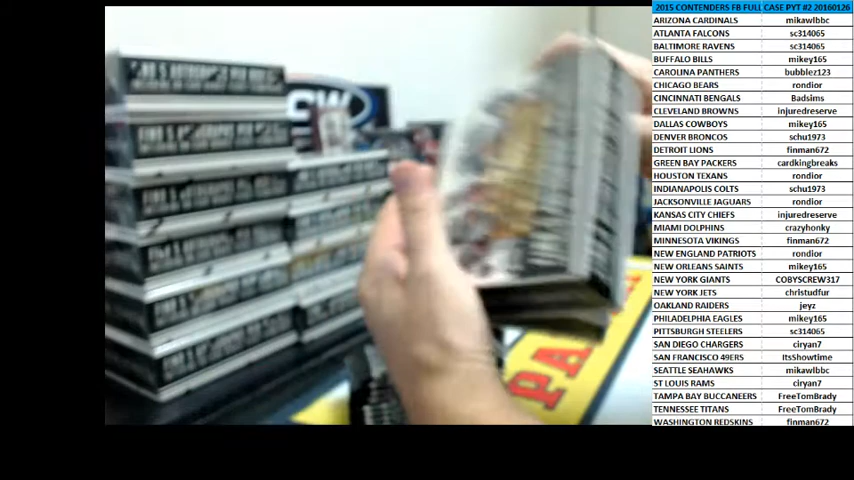 2015 CONTENDERS FB FULL CASE PYT #2 20160126
ARIZONA CARDINALS mikawlbbc
ATLANTA FALCONS sc314065
BALTIMORE RAVENS sc314065
BUFFALO BILLS mikey165
CAROLINA PANTHERS bubblez123
CHICAGO BEARS rondior
CINCINNATI BENGALS Badsims
CLEVELAND BROWNS injuredreserve
DALLAS COWBOYS mikey165
DENVER BRONCOS schu1973
DETROIT LIONS finman672
GREEN BAY PACKERS cardkingbreaks
HOUSTON TEXANS rondior
INDIANAPOLIS COLTS schu1973
JACKSONVILLE JAGUARS rondior
KANSAS CITY CHIEFS injuredreserve
MIAMI DOLPHINS crazyhonky
MINNESOTA VIKINGS finman672
NEW ENGLAND PATRIOTS rondior
NEW ORLEANS SAINTS mikey165
NEW YORK GIANTS COBYSCREW317
NEW YORK JETS christudfur
OAKLAND RAIDERS jeyz
PHILADELPHIA EAGLES mikey165
PITTSBURGH STEELERS sc314065
SAN DIEGO CHARGERS ciryan7
SAN FRANCISCO 49ERS ItsShowtime
SEATTLE SEAHAWKS mikawlbbc
ST LOUIS RAMS ciryan7
TAMPA BAY BUCCANEERS FreeTomBrady
TENNESSEE TITANS FreeTomBrady
WASHINGTON REDSKINS finman672